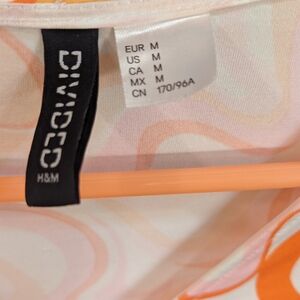 DIVIDED
H&M
EUR M
US M
CA M
MX M
CN 170/96A